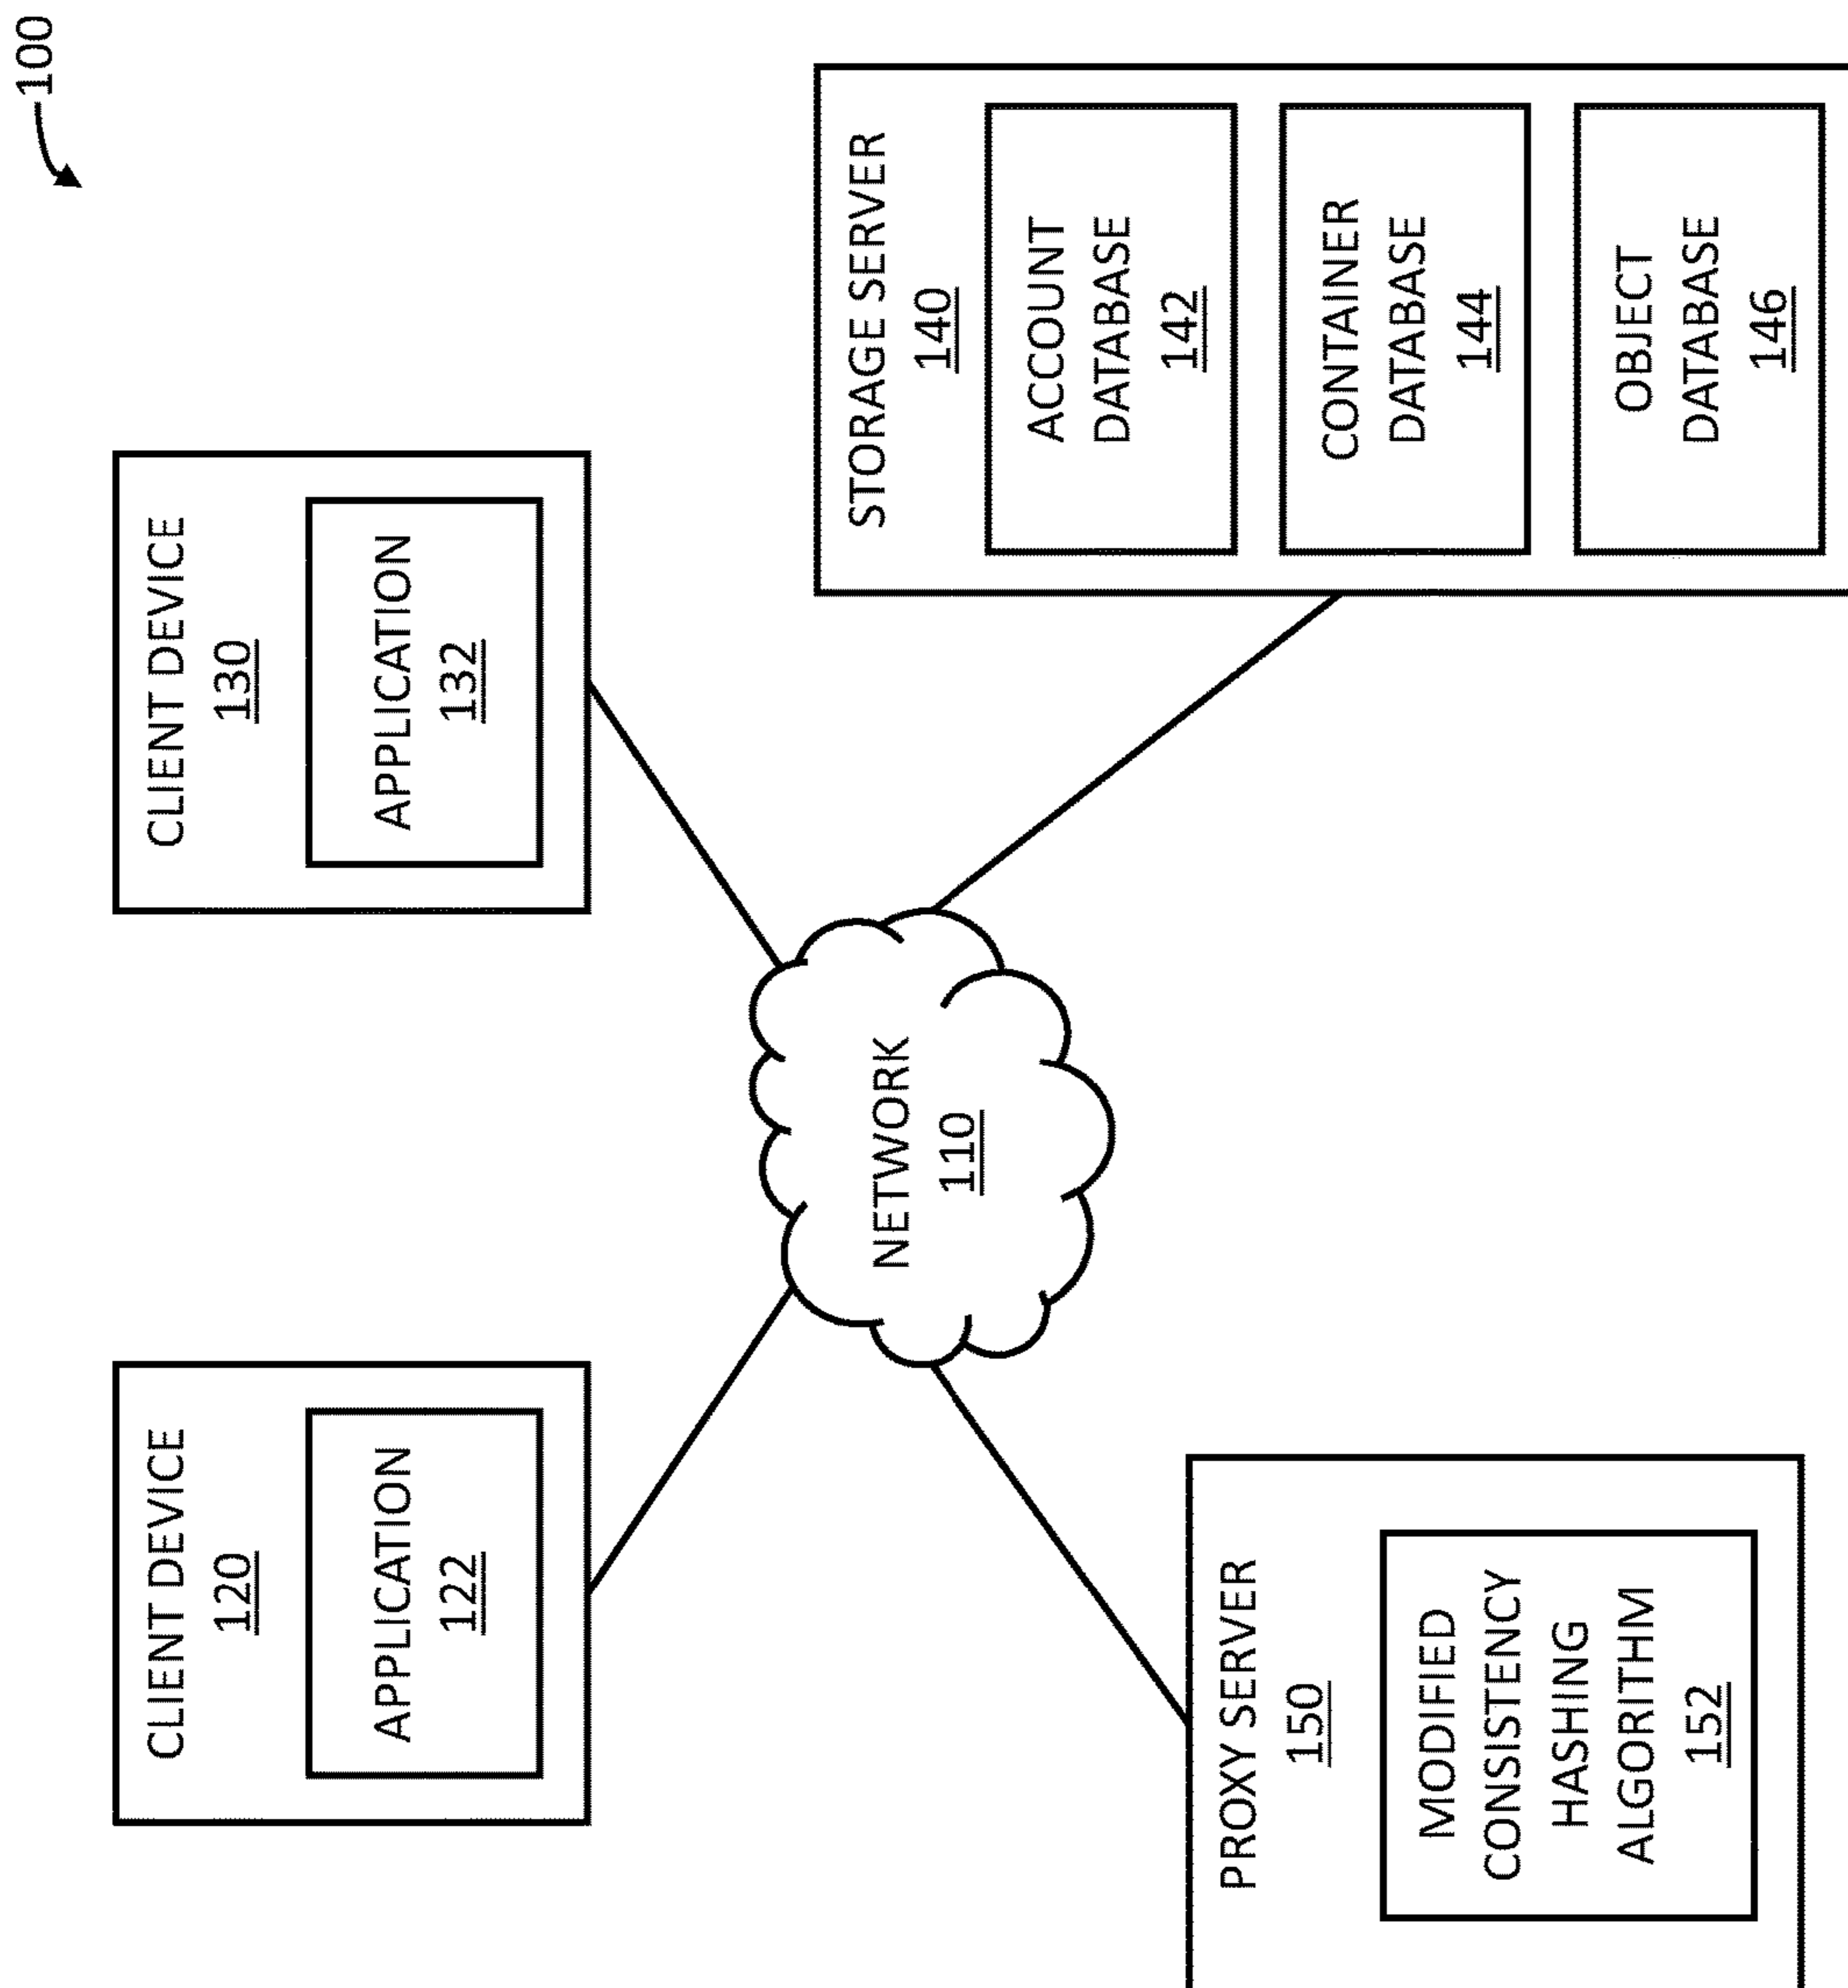 100
CLIENT DEVICE
120
APPLICATION
122
CLIENT DEVICE
130
APPLICATION
132
NETWORK
110
PROXY SERVER
150
MODIFIED
CONSISTENCY
HASHING
ALGORITHM
152
STORAGE SERVER
140
ACCOUNT
DATABASE
142
CONTAINER
DATABASE
144
OBJECT
DATABASE
146